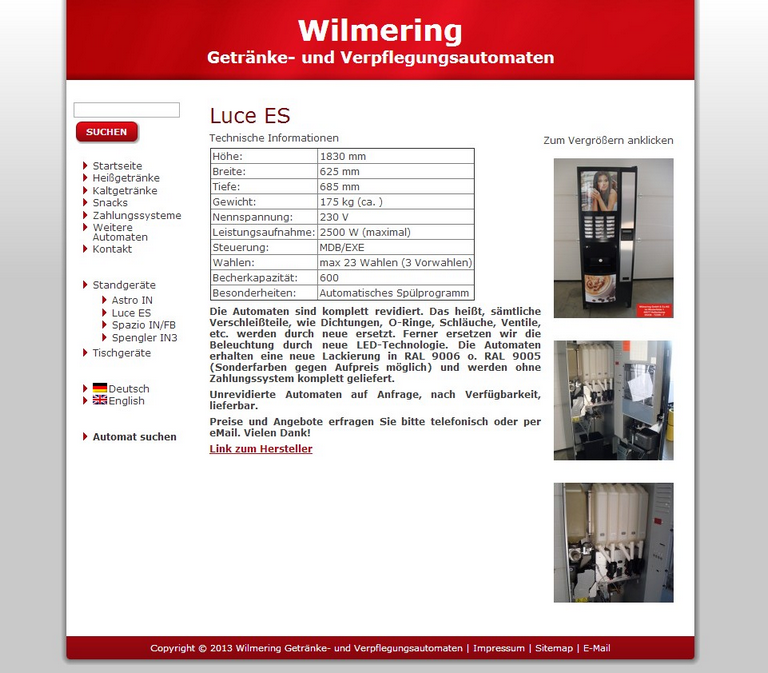 Wilmering
Getränke- und Verpflegungsautomaten
SUCHEN
Startseite
Heißgetränke
Kaltgetränke
Snacks
Zahlungssysteme
Weitere
Automaten
Kontakt
Standgeräte
Astro IN
Luce ES
Spazio IN/FB
Spengler IN3
Tischgeräte
Deutsch
English
Automat suchen
Luce ES
Technische Informationen
Höhe: 1830 mm
Breite: 625 mm
Tiefe: 685 mm
Gewicht: 175 kg (ca. )
Nennspannung: 230 V
Leistungsaufnahme: 2500 W (maximal)
Steuerung: MDB/EXE
Wahlen: max 23 Wahlen (3 Vorwahlen)
Becherkapazität: 600
Besonderheiten: Automatisches Spülprogramm
Die Automaten sind komplett revidiert. Das heißt, sämtliche
Verschleißteile, wie Dichtungen, O-Ringe, Schläuche, Ventile,
etc. werden durch neue ersetzt. Ferner ersetzen wir die
Beleuchtung durch neue LED-Technologie. Die Automaten
erhalten eine neue Lackierung in RAL 9006 o. RAL 9005
(Sonderfarben gegen Aufpreis möglich) und werden ohne
Zahlungssystem komplett geliefert.
Unrevidierte Automaten auf Anfrage, nach Verfügbarkeit,
lieferbar.
Preise und Angebote erfragen Sie bitte telefonisch oder per
eMail. Vielen Dank!
Link zum Hersteller
Zum Vergrößern anklicken
Copyright © 2013 Wilmering Getränke- und Verpflegungsautomaten | Impressum | Sitemap | E-Mail